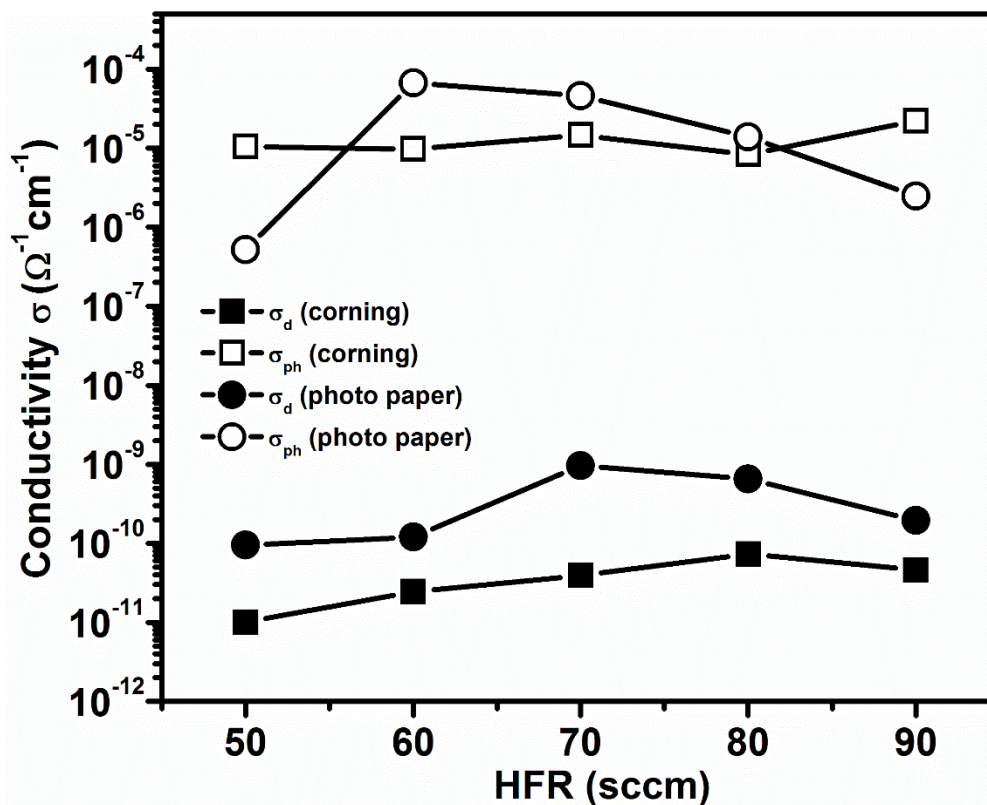 Conductivity σ (Ω⁻¹cm⁻¹)
10⁻⁴
10⁻⁵
10⁻⁶
10⁻⁷
10⁻⁸
10⁻⁹
10⁻¹⁰
10⁻¹¹
10⁻¹²
σd (corning)
σph (corning)
σd (photo paper)
σph (photo paper)
50 60 70 80 90
HFR (sccm)